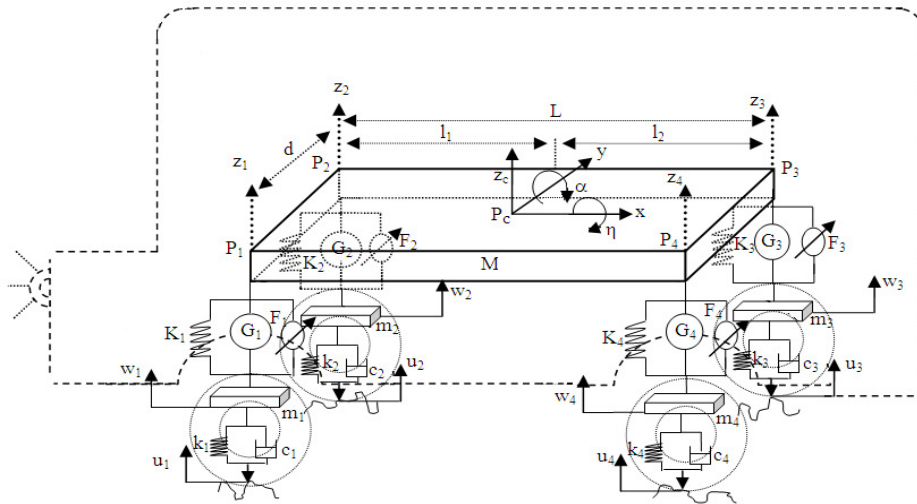 z₂
L
z₃
l₁
l₂
d
y
z₁
P₂
z_c
α
z₄
P₃
P_c
x
η
P₁
G₂
F₂
P₄
K₃
G₃
F₃
K₂
M
w₂
w₃
K₁
G₁
F₁
m₂
K₄
G₄
F₄
m₃
w₁
k₂
c₂
u₂
w₄
k₃
c₃
u₃
m₁
m₄
k₁
c₁
k₄
c₄
u₁
u₄